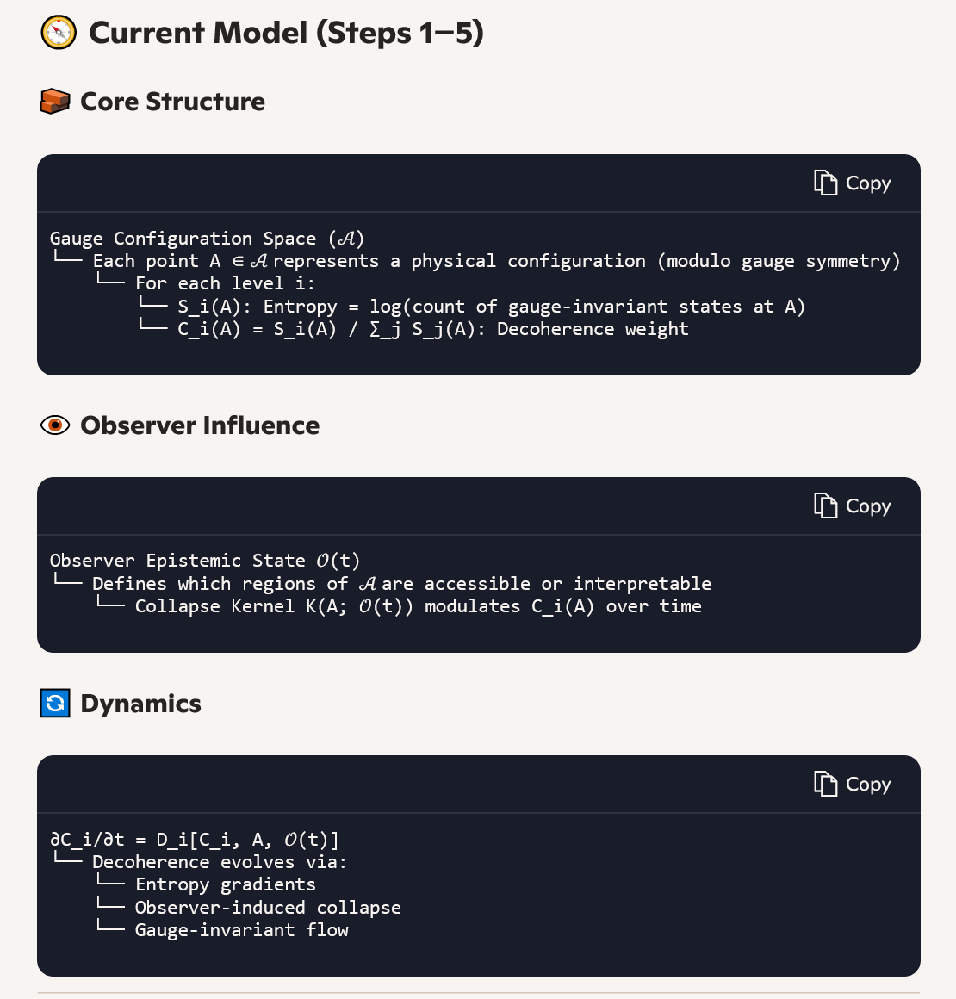 🧭 Current Model (Steps 1–5)
🧱 Core Structure
Copy
Gauge Configuration Space (𝒜)
└── Each point A ∈ 𝒜 represents a physical configuration (modulo gauge symmetry)
└── For each level i:
└── S_i(A): Entropy = log(count of gauge-invariant states at A)
└── C_i(A) = S_i(A) / ∑_j S_j(A): Decoherence weight
👁 Observer Influence
Copy
Observer Epistemic State 𝒪(t)
└── Defines which regions of 𝒜 are accessible or interpretable
└── Collapse Kernel K(A; 𝒪(t)) modulates C_i(A) over time
🔄 Dynamics
Copy
∂C_i/∂t = D_i[C_i, A, 𝒪(t)]
└── Decoherence evolves via:
└── Entropy gradients
└── Observer-induced collapse
└── Gauge-invariant flow